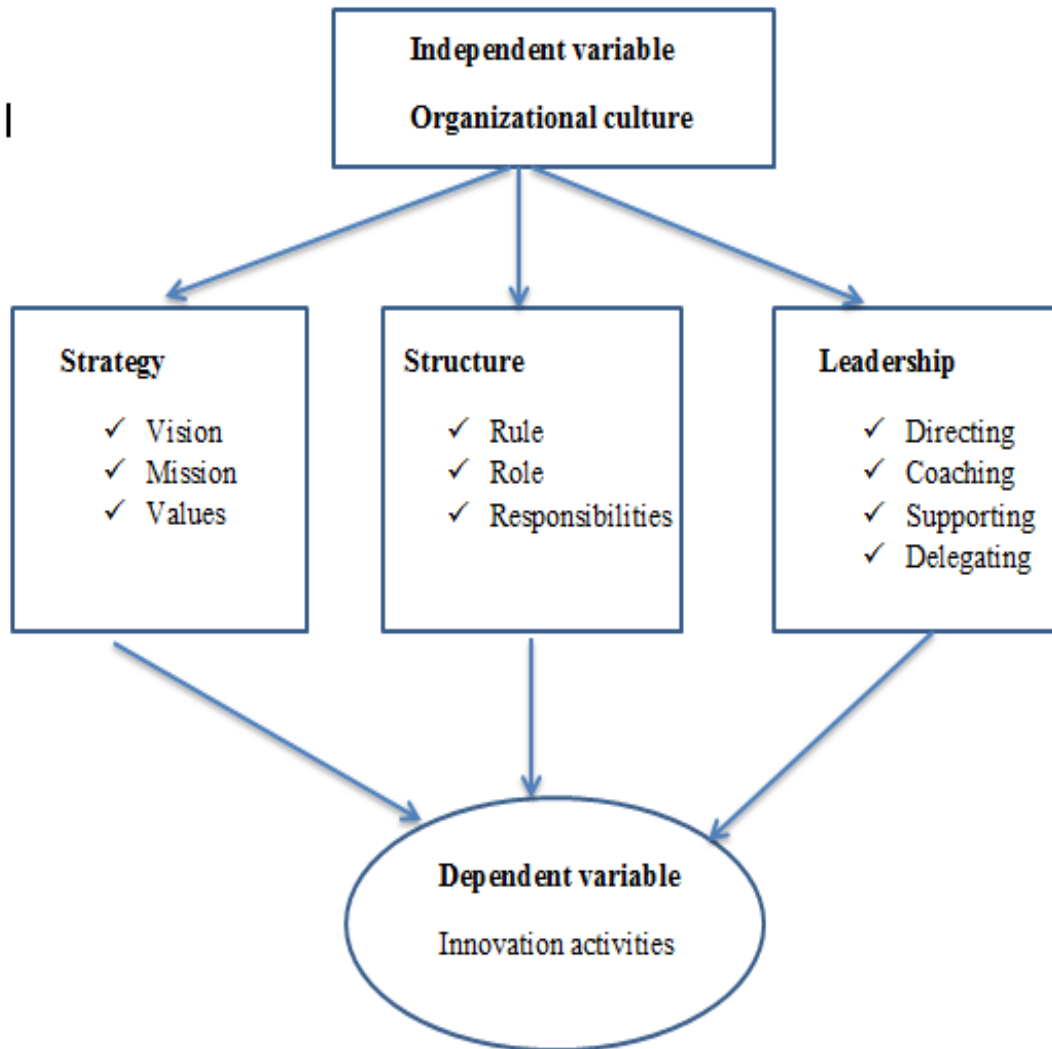 Independent variable
Organizational culture
Strategy
✓ Vision
✓ Mission
✓ Values
Structure
✓ Rule
✓ Role
✓ Responsibilities
Leadership
✓ Directing
✓ Coaching
✓ Supporting
✓ Delegating
Dependent variable
Innovation activities